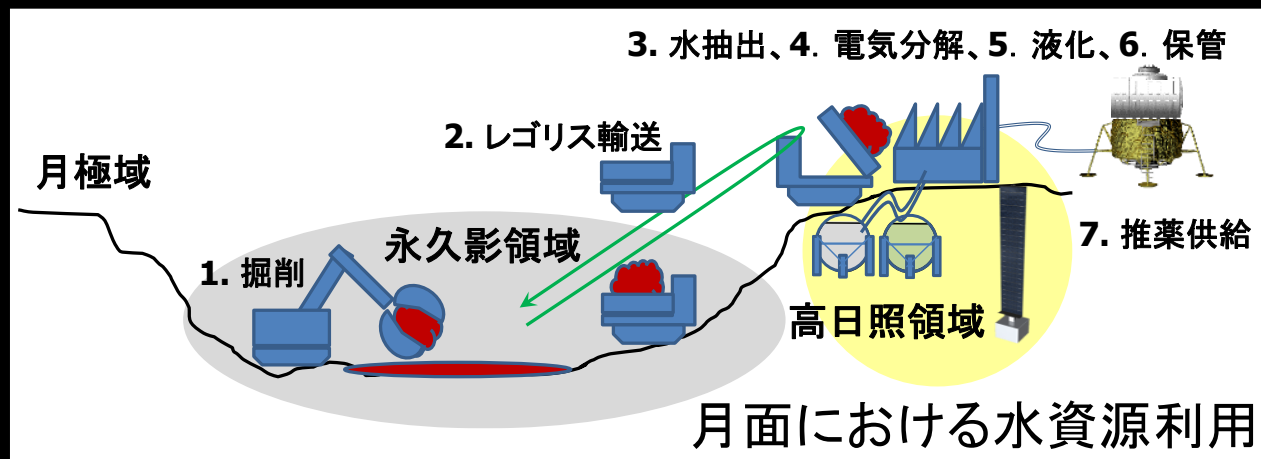 3. 水抽出、4. 電気分解、5. 液化、6. 保管
2. レゴリス輸送
月極域
永久影領域
1. 掘削
7. 推薬供給
高日照領域
月面における水資源利用